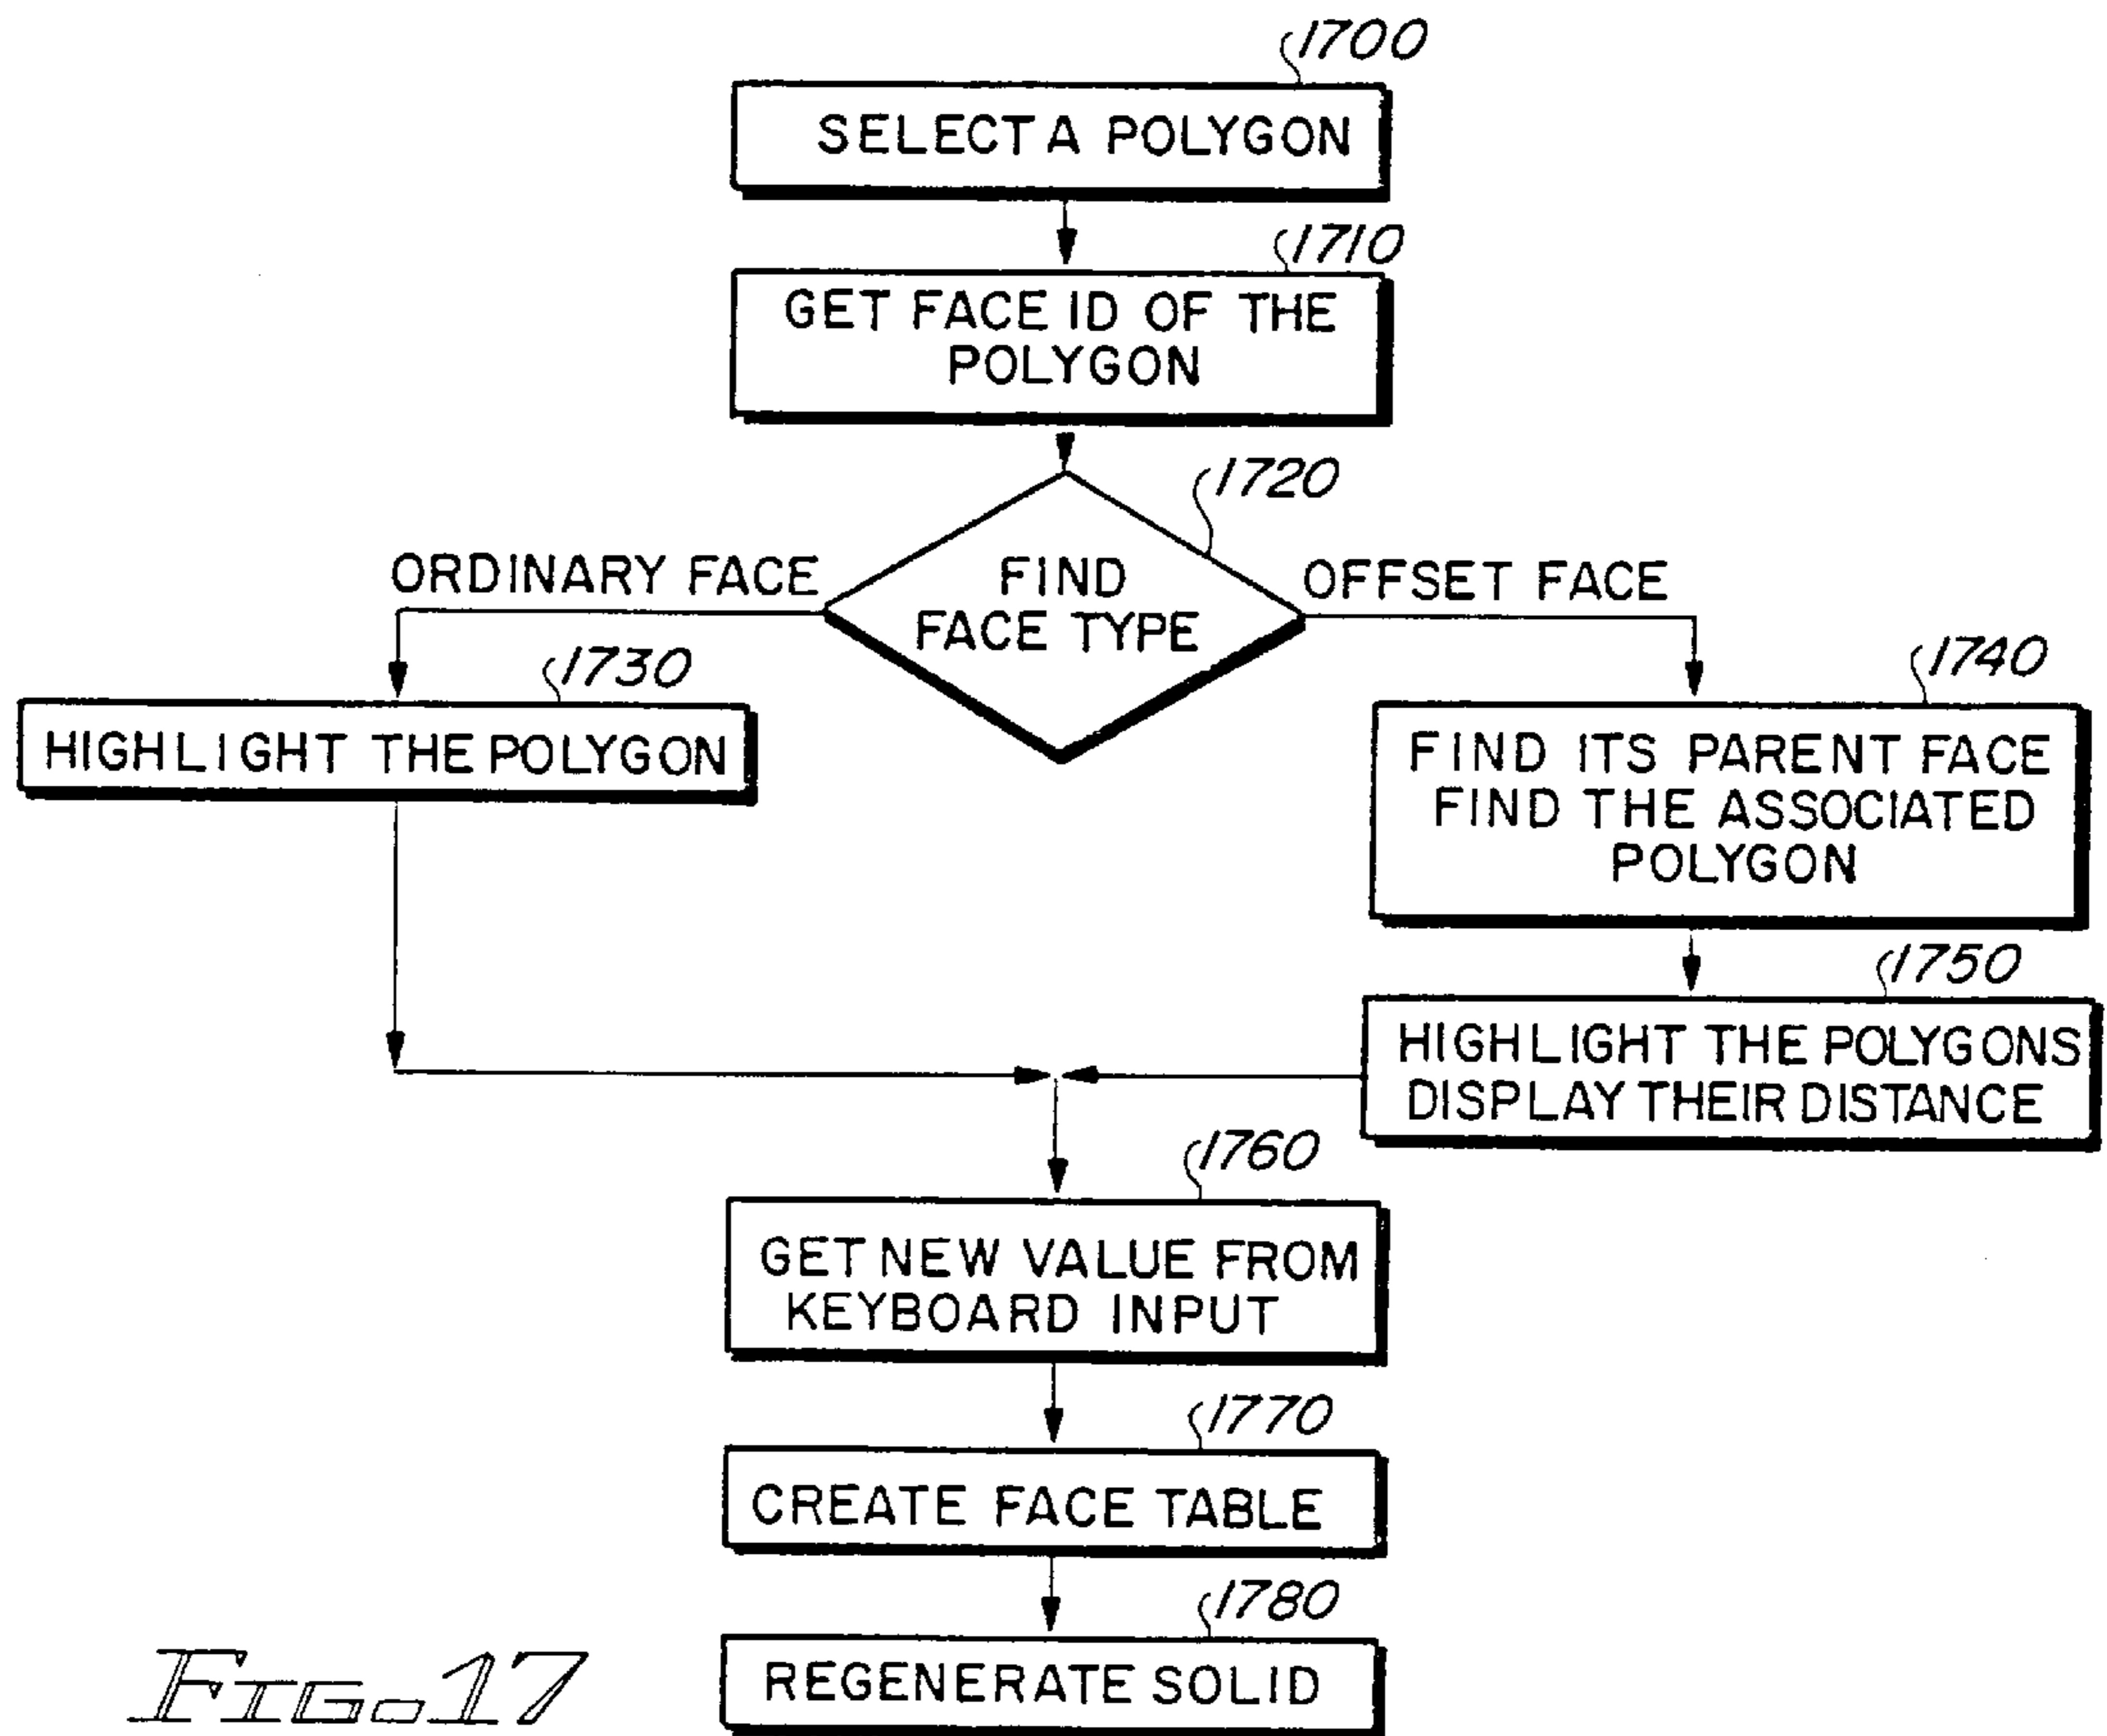 1700
SELECT A POLYGON
1710
GET FACE ID OF THE
POLYGON
1720
FIND
FACE TYPE
ORDINARY FACE
OFFSET FACE
1730
HIGHLIGHT THE POLYGON
1740
FIND ITS PARENT FACE
FIND THE ASSOCIATED
POLYGON
1750
HIGHLIGHT THE POLYGONS
DISPLAY THEIR DISTANCE
1760
GET NEW VALUE FROM
KEYBOARD INPUT
1770
CREATE FACE TABLE
1780
REGENERATE SOLID
FIG. 17